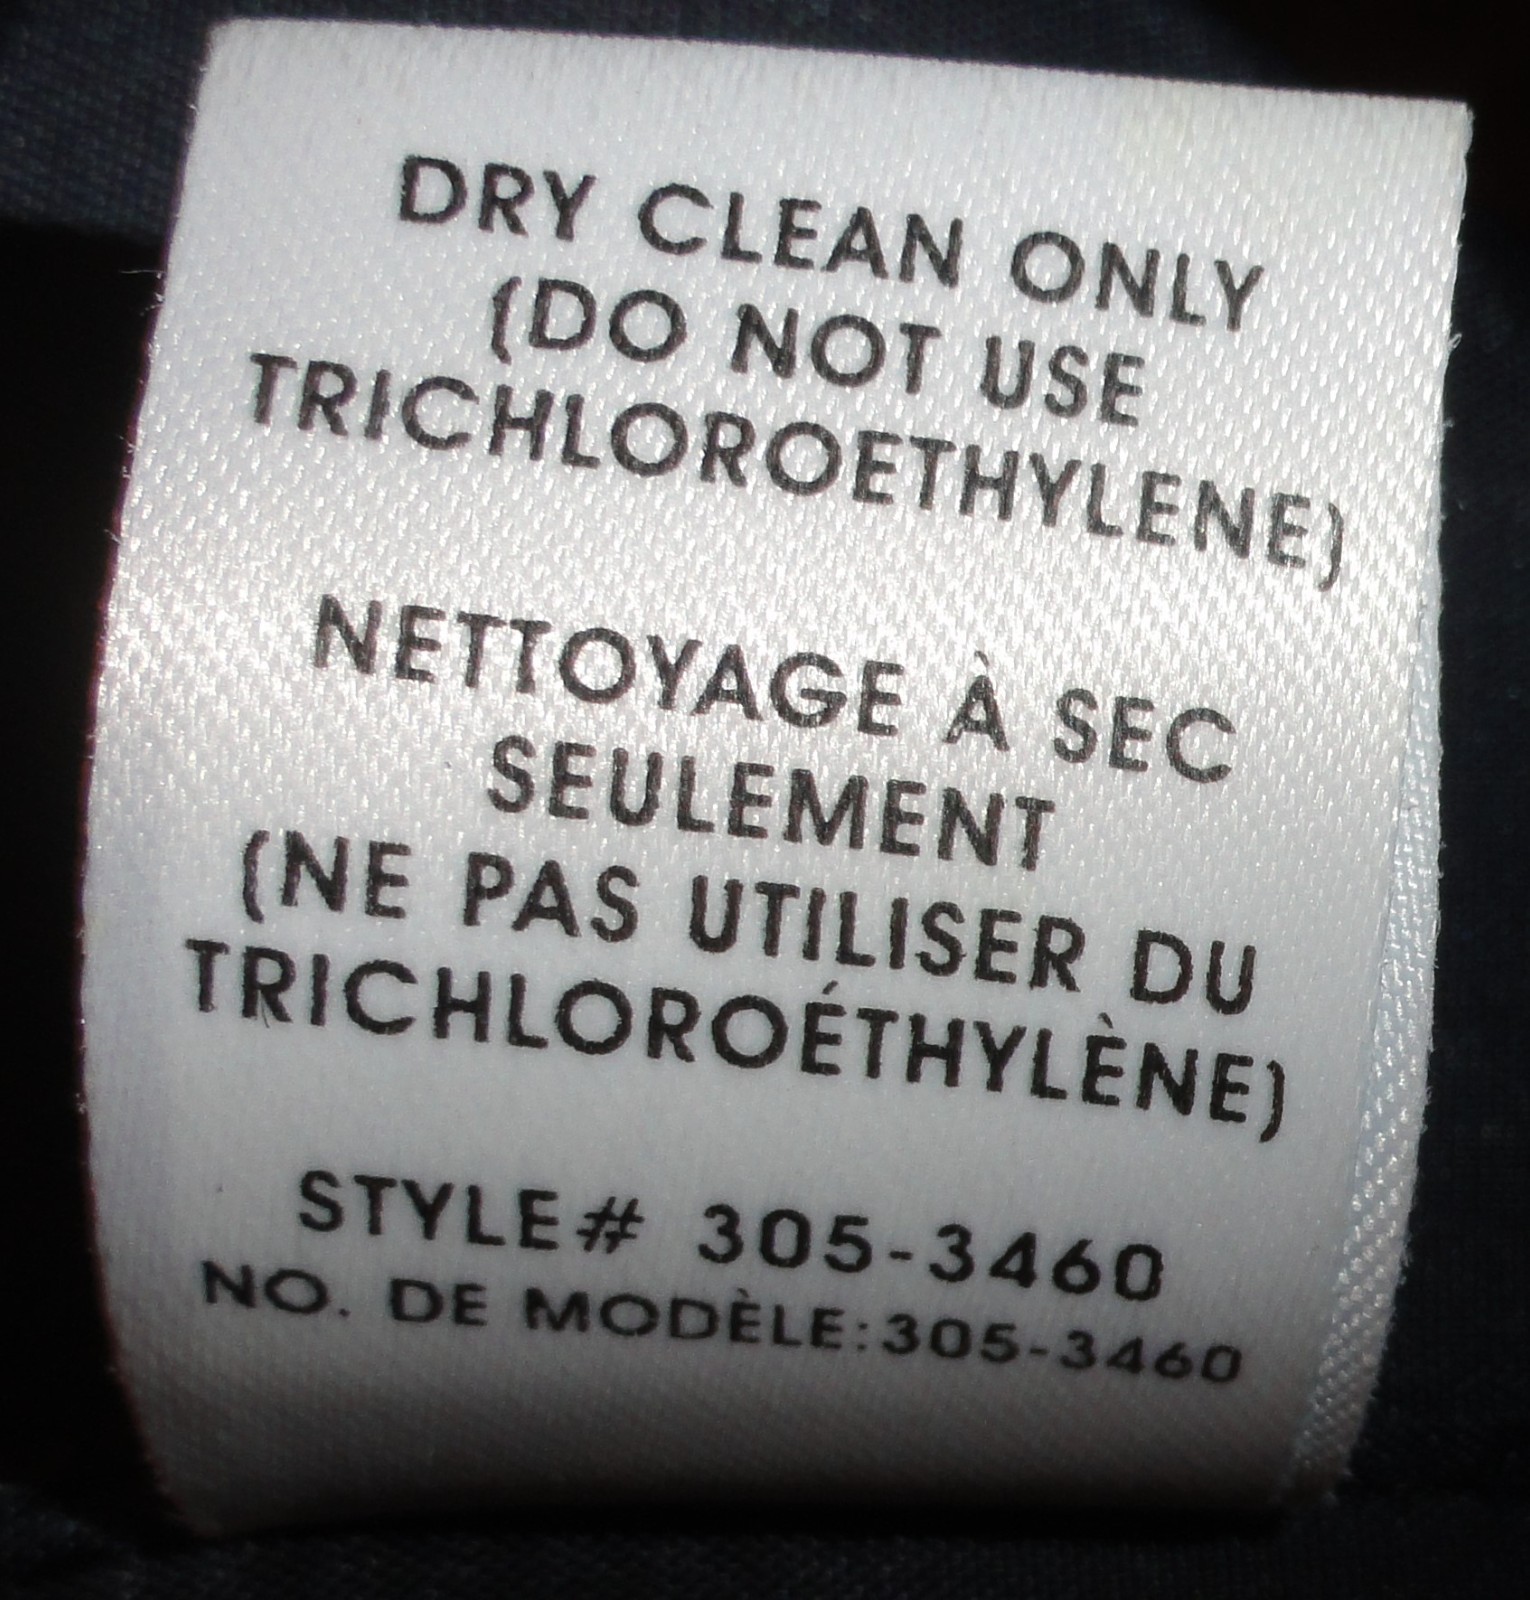 DRY CLEAN ONLY
(DO NOT USE
TRICHLOROETHYLENE)
NETTOYAGE À SEC
SEULEMENT
(NE PAS UTILISER DU
TRICHLOROÉTHYLÈNE)
STYLE# 305-3460
NO. DE MODÈLE:305-3460